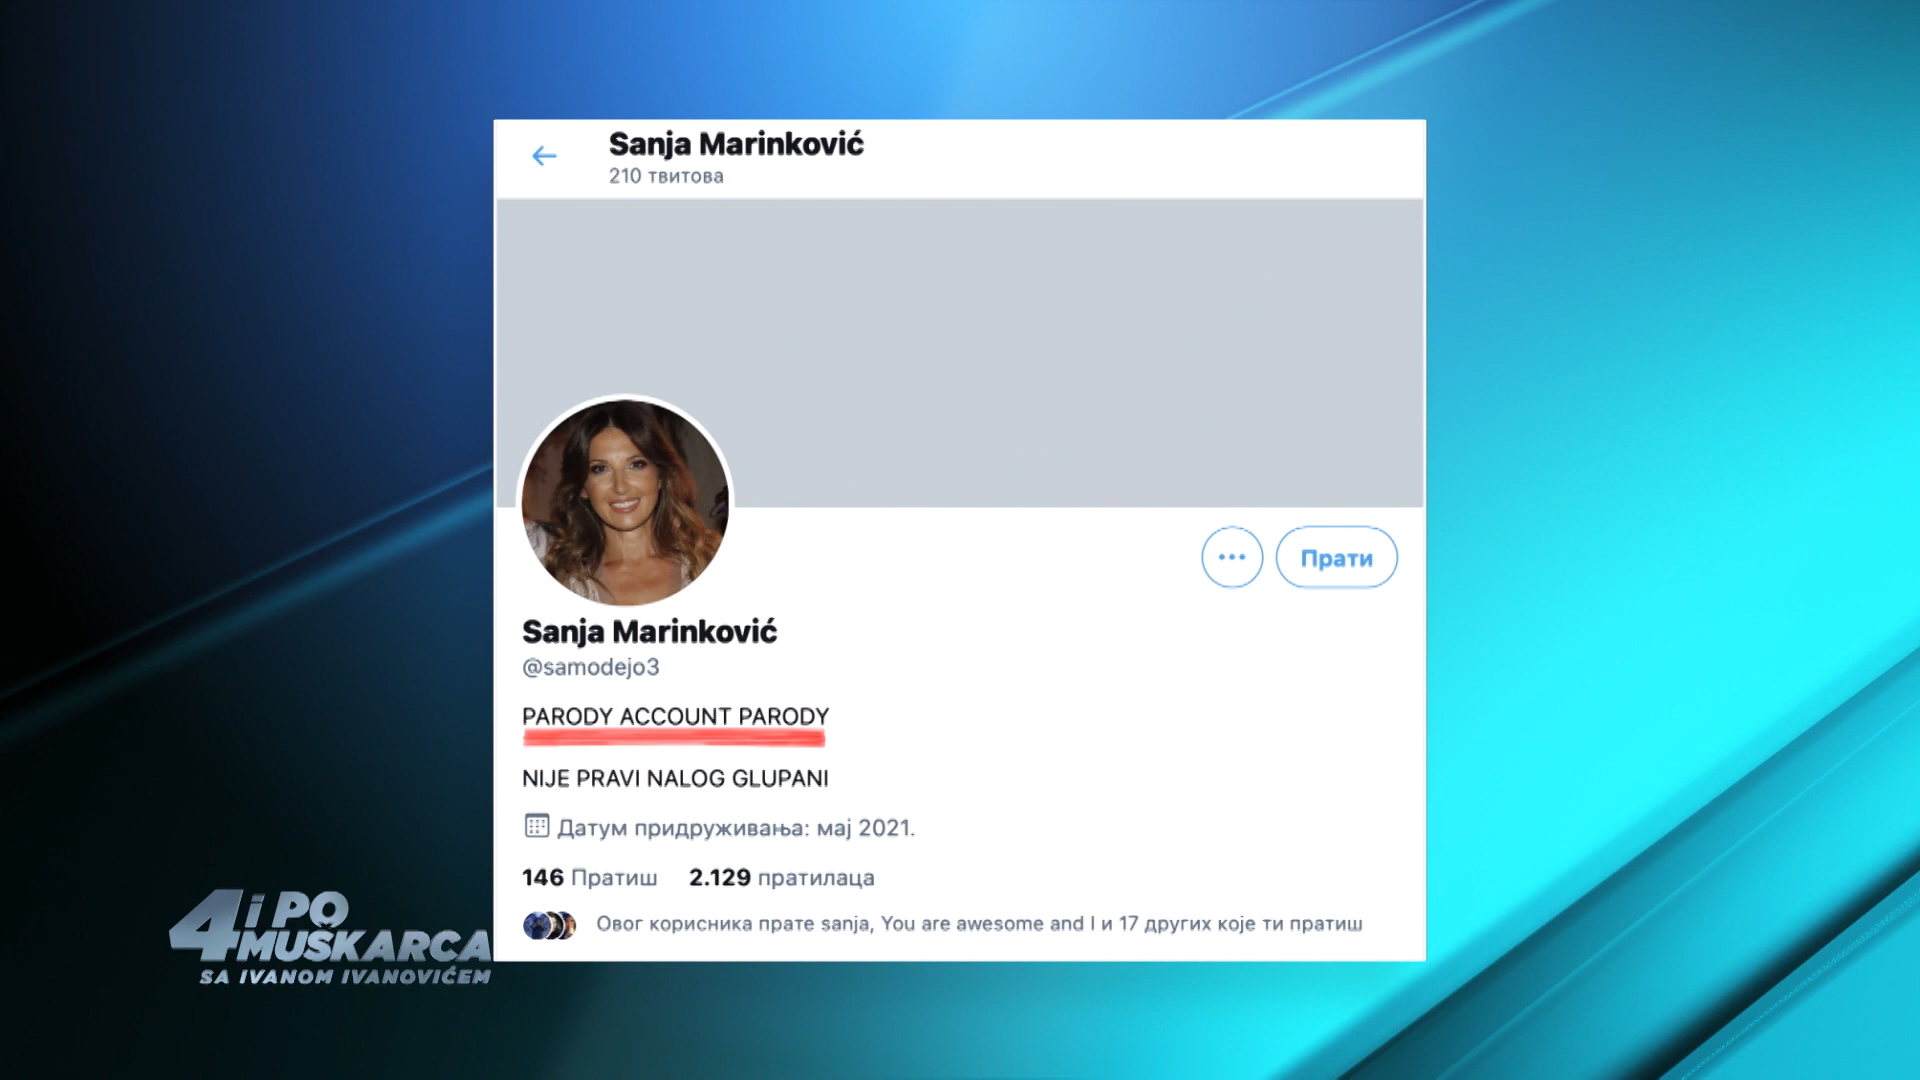 Sanja Marinković
210 твитова
Прати
Sanja Marinković
@samodejo3
PARODY ACCOUNT PARODY
NIJE PRAVI NALOG GLUPANI
Датум придруживања: мај 2021.
146 Пратиш 2.129 пратилаца
Овог корисника прате sanja, You are awesome and I и 17 других које ти пратиш
4 i PO
MUŠKARCA
SA IVANOM IVANOVIĆEM